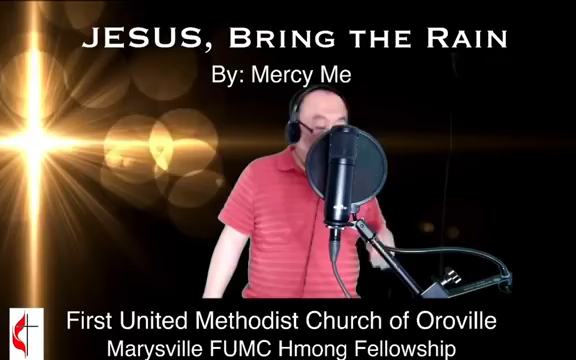 JESUS, BRING THE RAIN
By: Mercy Me
First United Methodist Church of Oroville
Marysville FUMC Hmong Fellowship